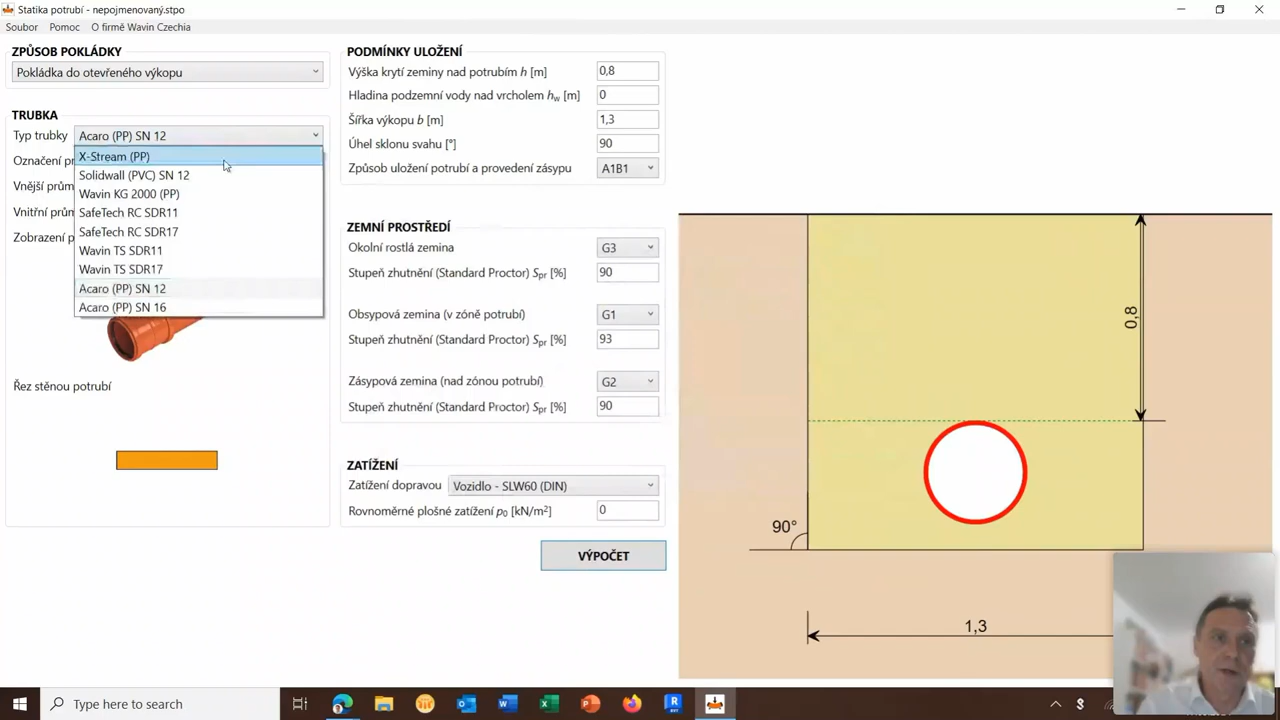 Statika potrubí - nepojmenovaný.stpo
Soubor Pomoc O firmě Wavin Czechia
ZPŮSOB POKLÁDKY
Pokládka do otevřeného výkopu
TRUBKA
Typ trubky Acaro (PP) SN 12
X-Stream (PP)
Označení p
Solidwall (PVC) SN 12
Vnější prům
Wavin KG 2000 (PP)
Vnitřní prům
SafeTech RC SDR11
Zobrazení p
SafeTech RC SDR17
Wavin TS SDR11
Wavin TS SDR17
Acaro (PP) SN 12
Acaro (PP) SN 16
Řez stěnou potrubí
PODMÍNKY ULOŽENÍ
Výška krytí zeminy nad potrubím h [m] 0,8
Hladina podzemní vody nad vrcholem hw [m] 0
Šířka výkopu b [m] 1,3
Úhel sklonu svahu [°] 90
Způsob uložení potrubí a provedení zásypu A1B1
ZEMNÍ PROSTŘEDÍ
Okolní rostlá zemina G3
Stupeň zhutnění (Standard Proctor) Spr [%] 90
Obsypová zemina (v zóně potrubí) G1
Stupeň zhutnění (Standard Proctor) Spr [%] 93
Zásypová zemina (nad zónou potrubí) G2
Stupeň zhutnění (Standard Proctor) Spr [%] 90
ZATÍŽENÍ
Zatížení dopravou Vozidlo - SLW60 (DIN)
Rovnoměrné plošné zatížení p0 [kN/m²] 0
VÝPOČET
0,8
90°
1,3
Type here to search